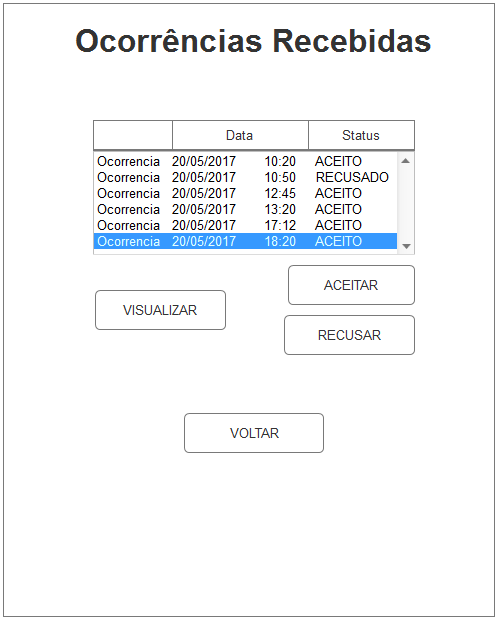 Ocorrências Recebidas
Data Status
Ocorrencia 20/05/2017 10:20 ACEITO
Ocorrencia 20/05/2017 10:50 RECUSADO
Ocorrencia 20/05/2017 12:45 ACEITO
Ocorrencia 20/05/2017 13:20 ACEITO
Ocorrencia 20/05/2017 17:12 ACEITO
Ocorrencia 20/05/2017 18:20 ACEITO
ACEITAR
VISUALIZAR
RECUSAR
VOLTAR